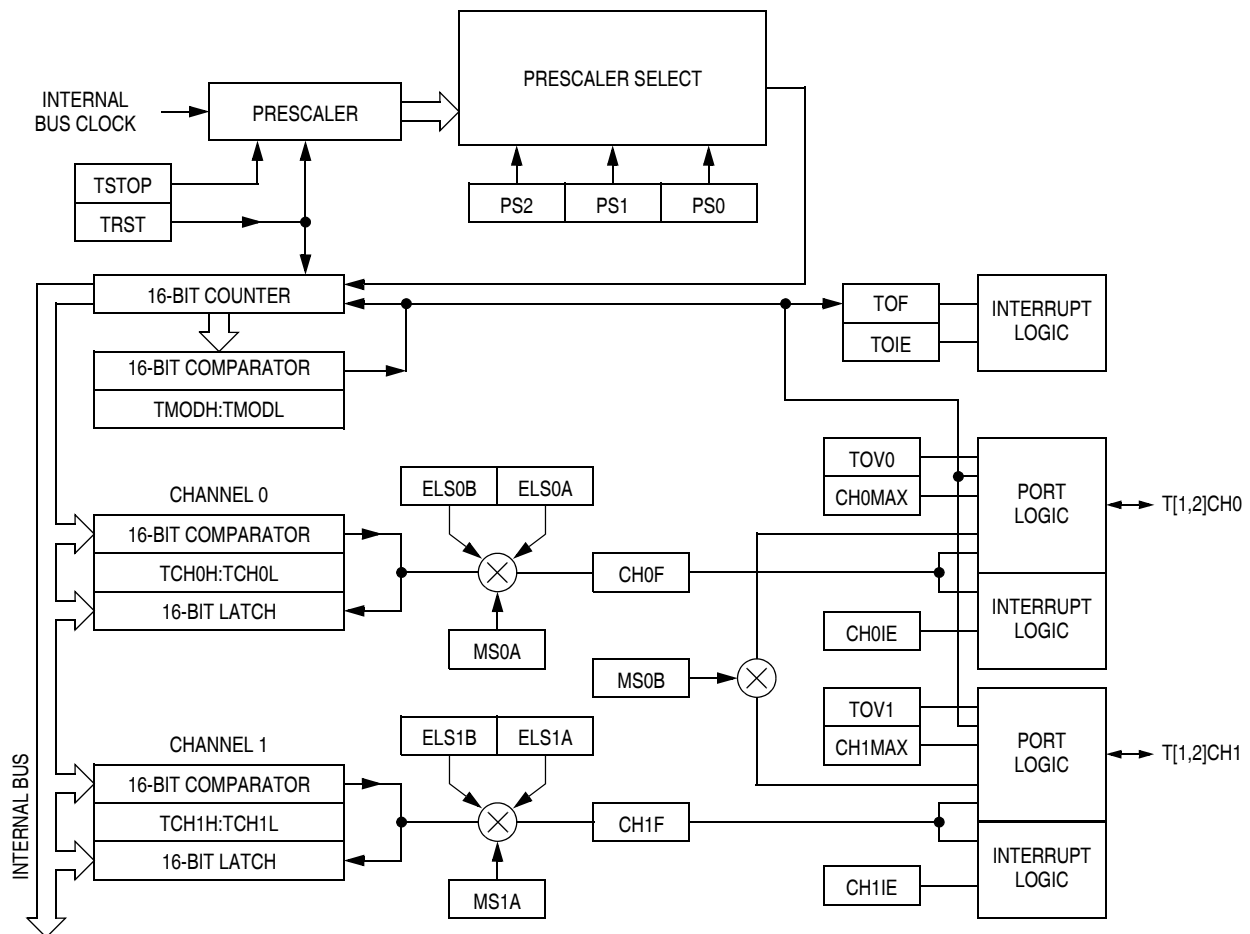 PRESCALER SELECT
INTERNAL
BUS CLOCK
PRESCALER
TSTOP
TRST
PS2 PS1 PS0
16-BIT COUNTER
TOF
TOIE
INTERRUPT
LOGIC
16-BIT COMPARATOR
TMODH:TMODL
TOV0
CH0MAX
PORT
LOGIC
T[1,2]CH0
ELS0B ELS0A
CHANNEL 0
16-BIT COMPARATOR
TCH0H:TCH0L
16-BIT LATCH
CH0F
MS0A
CH0IE
INTERRUPT
LOGIC
MS0B
TOV1
CH1MAX
PORT
LOGIC
T[1,2]CH1
ELS1B ELS1A
CHANNEL 1
16-BIT COMPARATOR
TCH1H:TCH1L
16-BIT LATCH
CH1F
MS1A
CH1IE
INTERRUPT
LOGIC
INTERNAL BUS